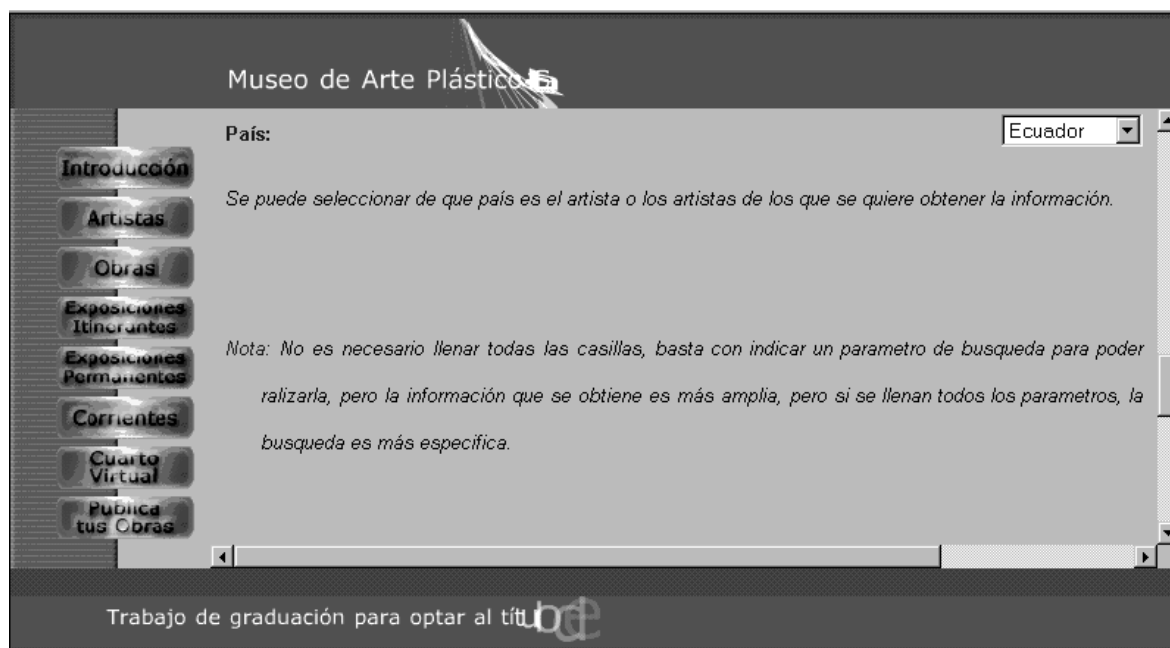 Museo de Arte Plástico
País:
Ecuador
Introducción
Artistas
Obras
Exposiciones
Itinerantes
Exposiciones
Permanentes
Corrientes
Cuarto
Virtual
Publica
tus Obras
Se puede seleccionar de que país es el artista o los artistas de los que se quiere obtener la información.
Nota: No es necesario llenar todas las casillas, basta con indicar un parametro de busqueda para poder
ralizarla, pero la información que se obtiene es más amplia, pero si se llenan todos los parametros, la
busqueda es más especifica.
Trabajo de graduación para optar al